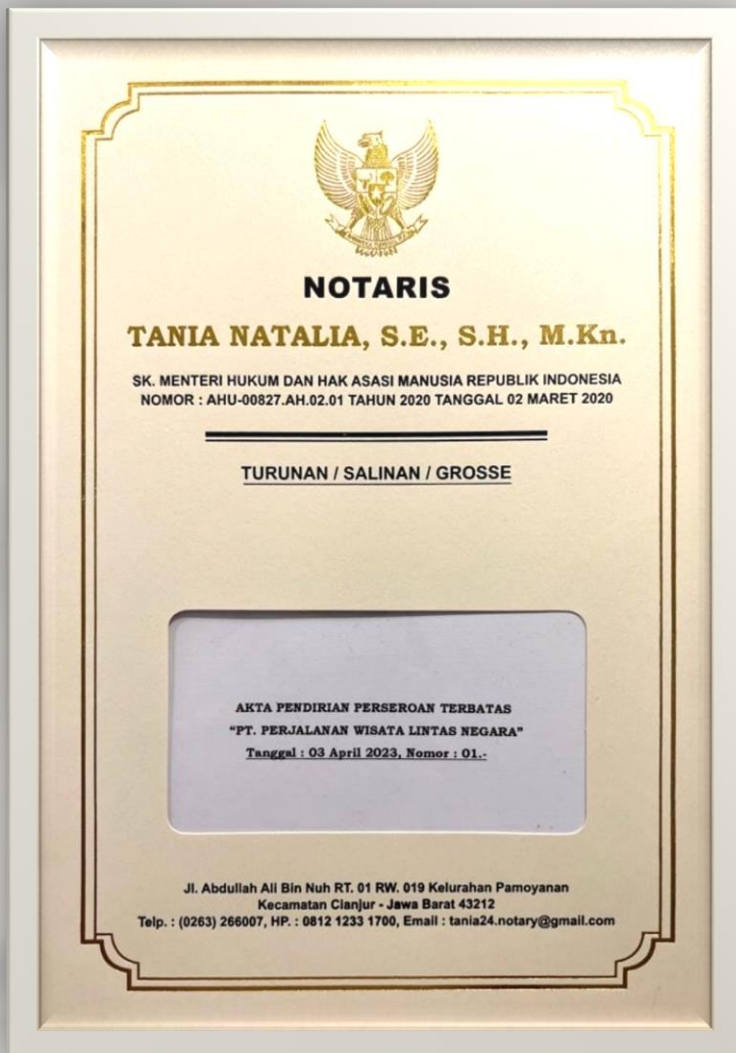 NOTARIS
TANIA NATALIA, S.E., S.H., M.Kn.
SK. MENTERI HUKUM DAN HAK ASASI MANUSIA REPUBLIK INDONESIA
NOMOR : AHU-00827.AH.02.01 TAHUN 2020 TANGGAL 02 MARET 2020
TURUNAN / SALINAN / GROSSE
AKTA PENDIRIAN PERSEROAN TERBATAS
"PT. PERJALANAN WISATA LINTAS NEGARA"
Tanggal : 03 April 2023, Nomor : 01.-
Jl. Abdullah Ali Bin Nuh RT. 01 RW. 019 Kelurahan Pamoyanan
Kecamatan Cianjur - Jawa Barat 43212
Telp. : (0263) 266007, HP. : 0812 1233 1700, Email : tania24.notary@gmail.com